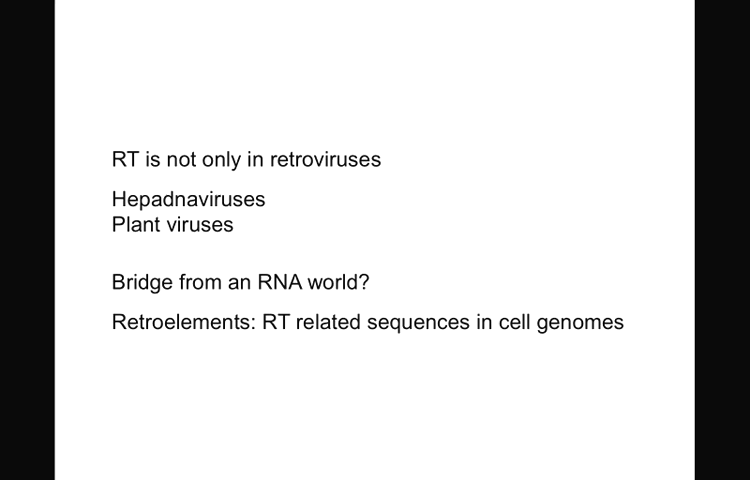 RT is not only in retroviruses
Hepadnaviruses
Plant viruses
Bridge from an RNA world?
Retroelements: RT related sequences in cell genomes